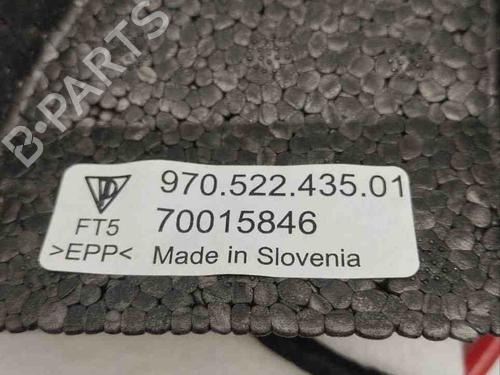 B-PARTS
970.522.435.01
FT5 70015846
>EPP< Made in Slovenia